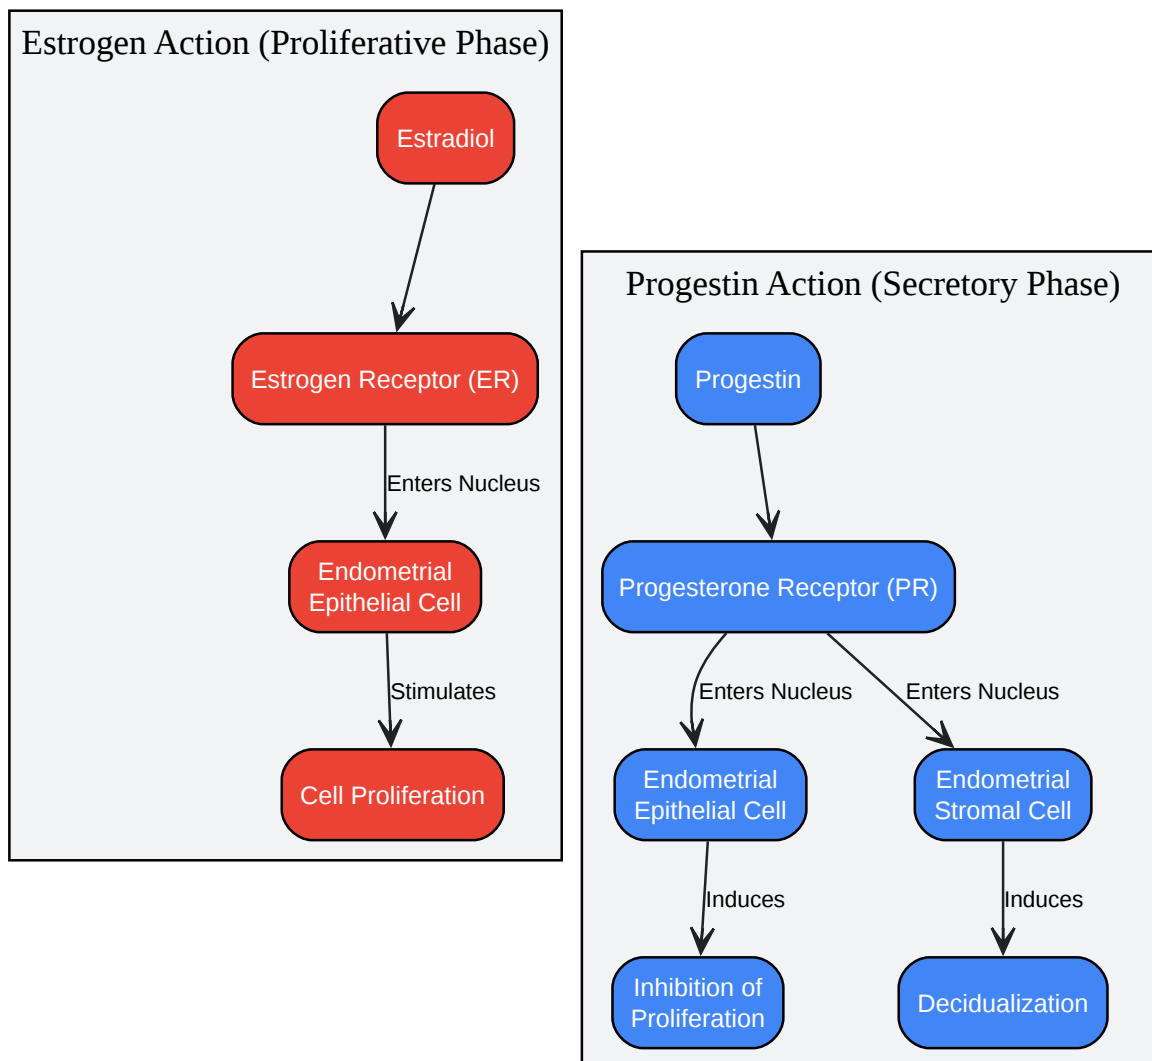 Estrogen Action (Proliferative Phase)
Estradiol
Estrogen Receptor (ER)
Enters Nucleus
Endometrial
Epithelial Cell
Stimulates
Cell Proliferation
Progestin Action (Secretory Phase)
Progestin
Progesterone Receptor (PR)
Enters Nucleus
Enters Nucleus
Endometrial
Epithelial Cell
Endometrial
Stromal Cell
Induces
Induces
Inhibition of
Proliferation
Decidualization